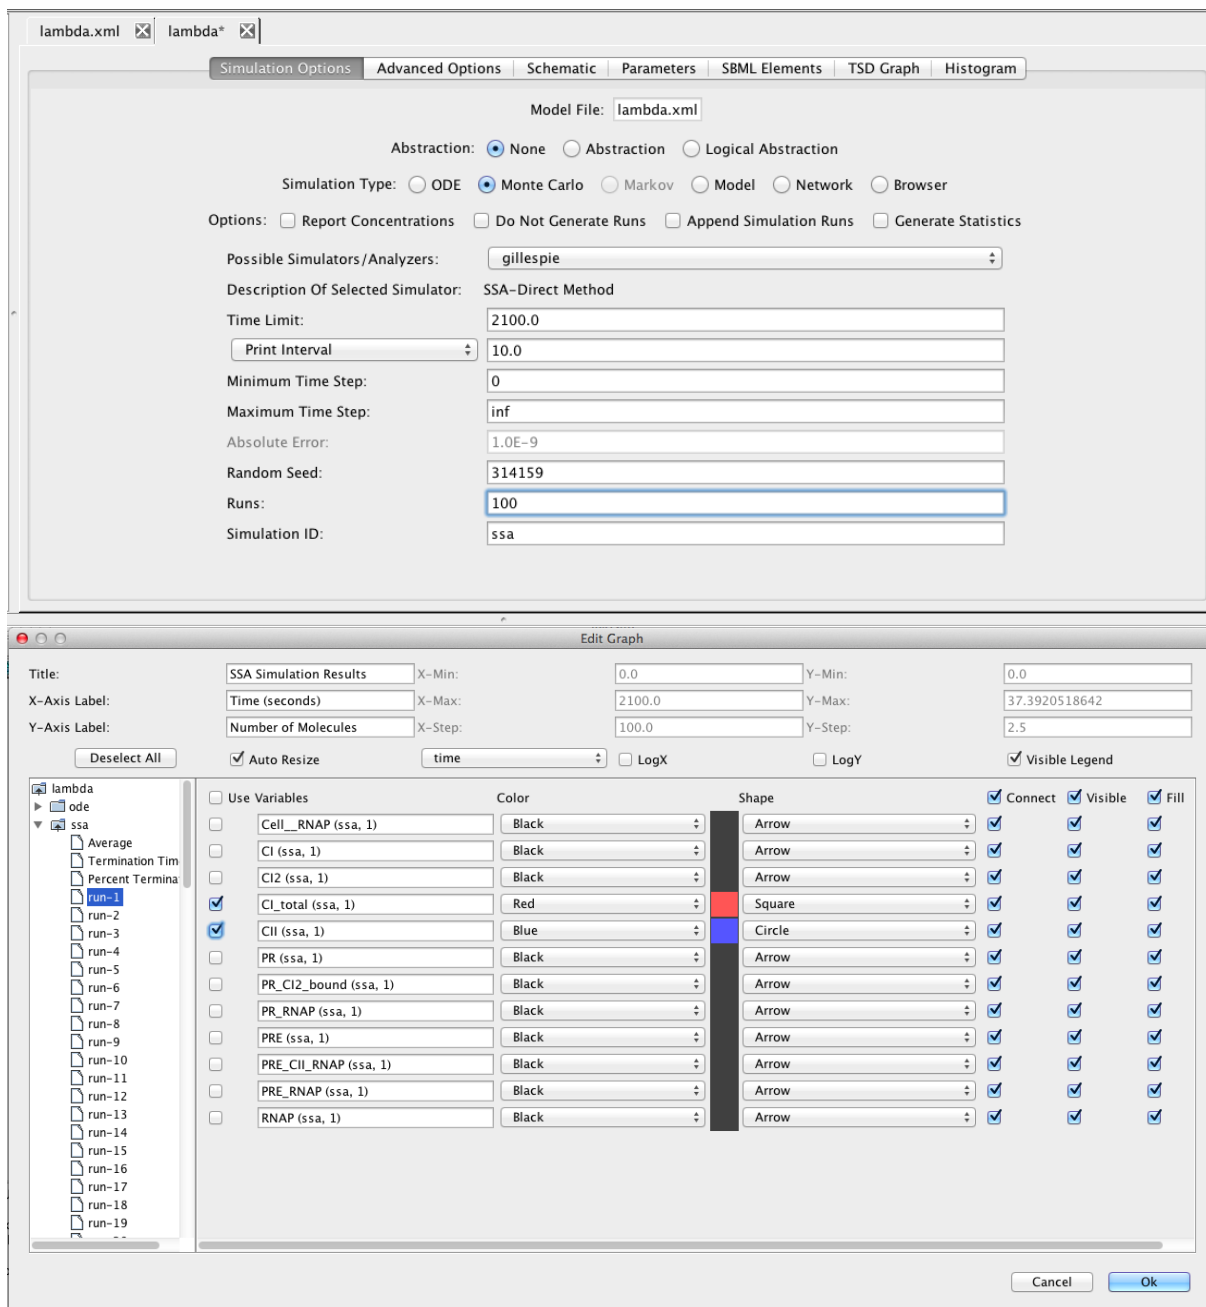 lambda.xml lambda*
Simulation Options Advanced Options Schematic Parameters SBML Elements TSD Graph Histogram
Model File: lambda.xml
Abstraction: None Abstraction Logical Abstraction
Simulation Type: ODE Monte Carlo Markov Model Network Browser
Options: Report Concentrations Do Not Generate Runs Append Simulation Runs Generate Statistics
Possible Simulators/Analyzers: gillespie
Description Of Selected Simulator: SSA-Direct Method
Time Limit: 2100.0
Print Interval 10.0
Minimum Time Step: 0
Maximum Time Step: inf
Absolute Error: 1.0E-9
Random Seed: 314159
Runs: 100
Simulation ID: ssa
Edit Graph
Title: SSA Simulation Results X-Min: 0.0 Y-Min: 0.0
X-Axis Label: Time (seconds) X-Max: 2100.0 Y-Max: 37.3920518642
Y-Axis Label: Number of Molecules X-Step: 100.0 Y-Step: 2.5
Deselect All Auto Resize time LogX LogY Visible Legend
lambda
ode
ssa
Average
Termination Tim
Percent Termina
run-1
run-2
run-3
run-4
run-5
run-6
run-7
run-8
run-9
run-10
run-11
run-12
run-13
run-14
run-15
run-16
run-17
run-18
run-19
Use Variables Color Shape Connect Visible Fill
Cell__RNAP (ssa, 1) Black Arrow
CI (ssa, 1) Black Arrow
CI2 (ssa, 1) Black Arrow
CI_total (ssa, 1) Red Square
CII (ssa, 1) Blue Circle
PR (ssa, 1) Black Arrow
PR_CI2_bound (ssa, 1) Black Arrow
PR_RNAP (ssa, 1) Black Arrow
PRE (ssa, 1) Black Arrow
PRE_CII_RNAP (ssa, 1) Black Arrow
PRE_RNAP (ssa, 1) Black Arrow
RNAP (ssa, 1) Black Arrow
Cancel Ok